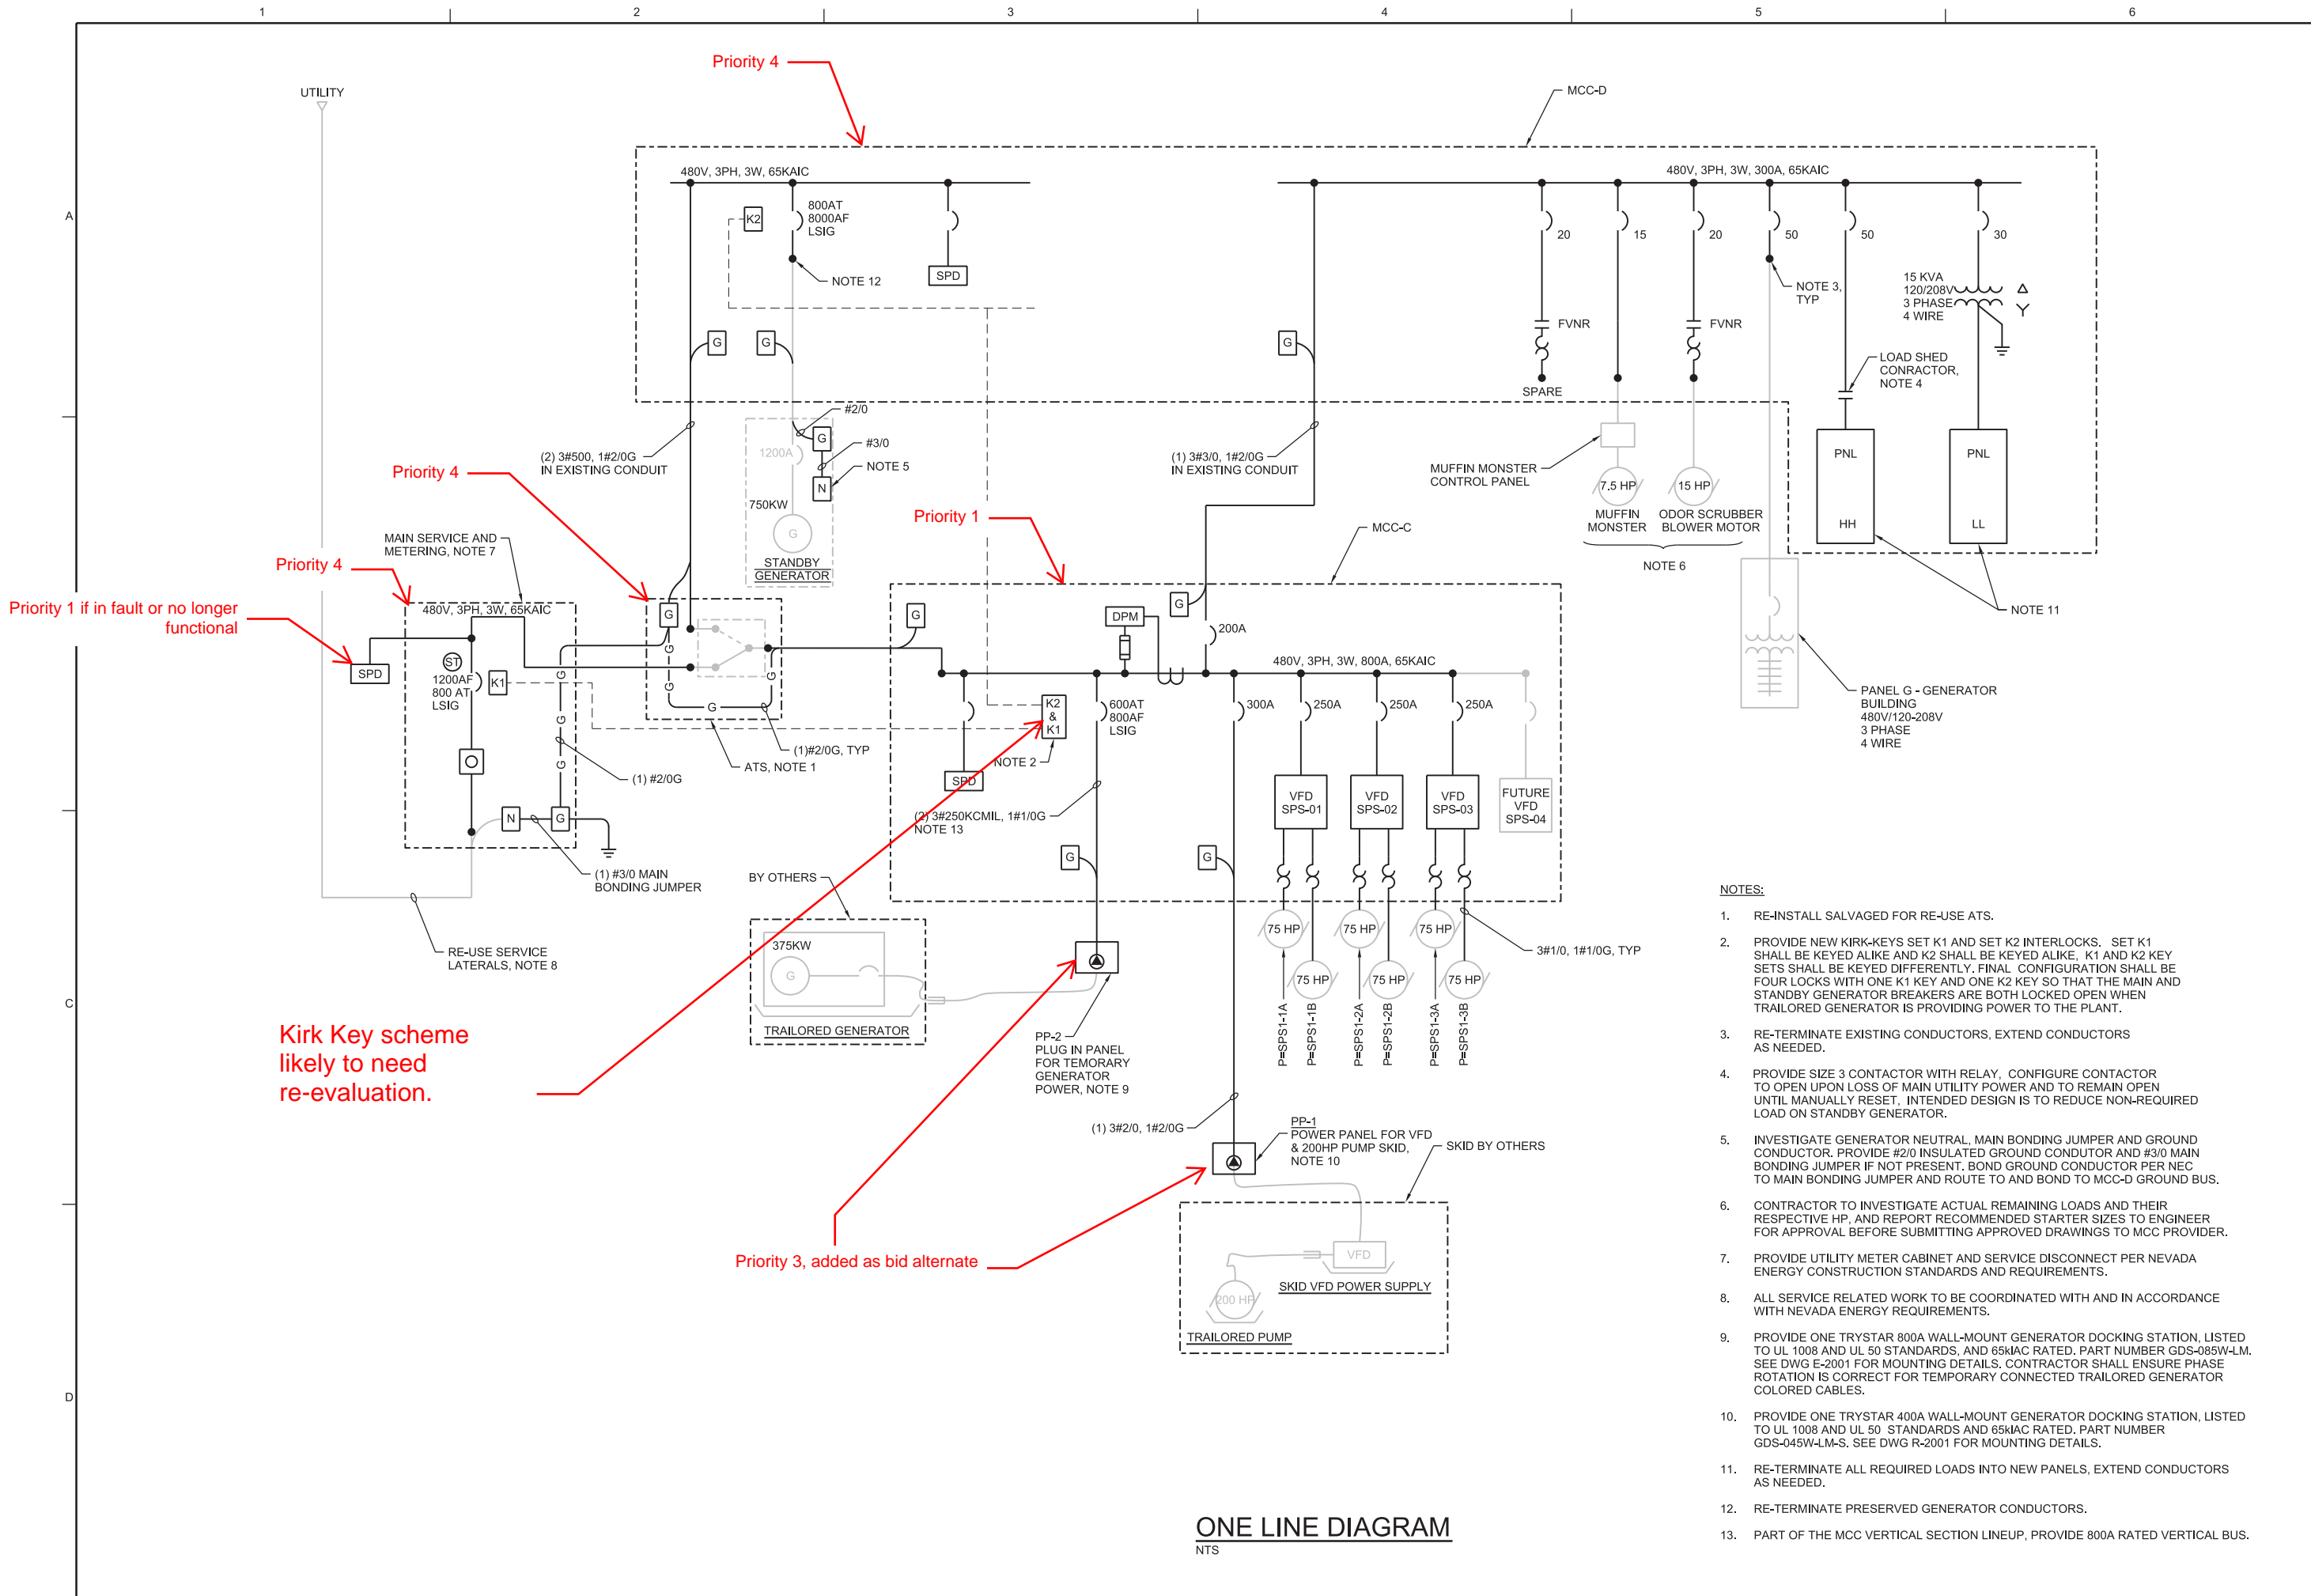 1
2
3
4
5
6
A
C
D
Priority 4
UTILITY
MCC-D
480V, 3PH, 3W, 65KAIC
K2
800AT
8000AF
LSIG
NOTE 12
SPD
G
G
480V, 3PH, 3W, 300A, 65KAIC
G
20
15
20
50
50
30
FVNR
SPARE
FVNR
NOTE 3,
TYP
15 KVA
120/208V
3 PHASE
4 WIRE
LOAD SHED
CONRACTOR,
NOTE 4
PNL
HH
PNL
LL
NOTE 11
#2/0
G
#3/0
NOTE 5
N
1200A
750KW
G
STANDBY
GENERATOR
(2) 3#500, 1#2/0G
IN EXISTING CONDUIT
(1) 3#3/0, 1#2/0G
IN EXISTING CONDUIT
MUFFIN MONSTER
CONTROL PANEL
7.5 HP
15 HP
MUFFIN
MONSTER
ODOR SCRUBBER
BLOWER MOTOR
NOTE 6
PANEL G - GENERATOR
BUILDING
480V/120-208V
3 PHASE
4 WIRE
Priority 4
Priority 1
Priority 4
Priority 1 if in fault or no longer
functional
MAIN SERVICE AND
METERING, NOTE 7
480V, 3PH, 3W, 65KAIC
SPD
ST
1200AF
800 AT
LSIG
K1
G
G
G
(1) #2/0G
N
G
(1) #3/0 MAIN
BONDING JUMPER
RE-USE SERVICE
LATERALS, NOTE 8
G
G
G
G
G
(1)#2/0G, TYP
ATS, NOTE 1
MCC-C
G
DPM
G
200A
480V, 3PH, 3W, 800A, 65KAIC
K2
&
K1
NOTE 2
600AT
800AF
LSIG
300A
250A
250A
250A
SPD
(2) 3#250KCMIL, 1#1/0G
NOTE 13
VFD
SPS-01
VFD
SPS-02
VFD
SPS-03
FUTURE
VFD
SPS-04
G
G
75 HP
75 HP
75 HP
75 HP
75 HP
75 HP
3#1/0, 1#1/0G, TYP
P=SPS1-1A
P=SPS1-1B
P=SPS1-2A
P=SPS1-2B
P=SPS1-3A
P=SPS1-3B
BY OTHERS
375KW
G
TRAILORED GENERATOR
PP-2
PLUG IN PANEL
FOR TEMORARY
GENERATOR
POWER, NOTE 9
Kirk Key scheme
likely to need
re-evaluation.
(1) 3#2/0, 1#2/0G
PP-1
POWER PANEL FOR VFD
& 200HP PUMP SKID,
NOTE 10
SKID BY OTHERS
Priority 3, added as bid alternate
VFD
SKID VFD POWER SUPPLY
200 HP
TRAILORED PUMP
NOTES:
1. RE-INSTALL SALVAGED FOR RE-USE ATS.
2. PROVIDE NEW KIRK-KEYS SET K1 AND SET K2 INTERLOCKS. SET K1
SHALL BE KEYED ALIKE AND K2 SHALL BE KEYED ALIKE, K1 AND K2 KEY
SETS SHALL BE KEYED DIFFERENTLY. FINAL CONFIGURATION SHALL BE
FOUR LOCKS WITH ONE K1 KEY AND ONE K2 KEY SO THAT THE MAIN AND
STANDBY GENERATOR BREAKERS ARE BOTH LOCKED OPEN WHEN
TRAILORED GENERATOR IS PROVIDING POWER TO THE PLANT.
3. RE-TERMINATE EXISTING CONDUCTORS, EXTEND CONDUCTORS
AS NEEDED.
4. PROVIDE SIZE 3 CONTACTOR WITH RELAY, CONFIGURE CONTACTOR
TO OPEN UPON LOSS OF MAIN UTILITY POWER AND TO REMAIN OPEN
UNTIL MANUALLY RESET, INTENDED DESIGN IS TO REDUCE NON-REQUIRED
LOAD ON STANDBY GENERATOR.
5. INVESTIGATE GENERATOR NEUTRAL, MAIN BONDING JUMPER AND GROUND
CONDUCTOR. PROVIDE #2/0 INSULATED GROUND CONDUTOR AND #3/0 MAIN
BONDING JUMPER IF NOT PRESENT. BOND GROUND CONDUCTOR PER NEC
TO MAIN BONDING JUMPER AND ROUTE TO AND BOND TO MCC-D GROUND BUS.
6. CONTRACTOR TO INVESTIGATE ACTUAL REMAINING LOADS AND THEIR
RESPECTIVE HP, AND REPORT RECOMMENDED STARTER SIZES TO ENGINEER
FOR APPROVAL BEFORE SUBMITTING APPROVED DRAWINGS TO MCC PROVIDER.
7. PROVIDE UTILITY METER CABINET AND SERVICE DISCONNECT PER NEVADA
ENERGY CONSTRUCTION STANDARDS AND REQUIREMENTS.
8. ALL SERVICE RELATED WORK TO BE COORDINATED WITH AND IN ACCORDANCE
WITH NEVADA ENERGY REQUIREMENTS.
9. PROVIDE ONE TRYSTAR 800A WALL-MOUNT GENERATOR DOCKING STATION, LISTED
TO UL 1008 AND UL 50 STANDARDS, AND 65kIAC RATED. PART NUMBER GDS-085W-LM.
SEE DWG E-2001 FOR MOUNTING DETAILS. CONTRACTOR SHALL ENSURE PHASE
ROTATION IS CORRECT FOR TEMPORARY CONNECTED TRAILORED GENERATOR
COLORED CABLES.
10. PROVIDE ONE TRYSTAR 400A WALL-MOUNT GENERATOR DOCKING STATION, LISTED
TO UL 1008 AND UL 50 STANDARDS AND 65kIAC RATED. PART NUMBER
GDS-045W-LM-S. SEE DWG R-2001 FOR MOUNTING DETAILS.
11. RE-TERMINATE ALL REQUIRED LOADS INTO NEW PANELS, EXTEND CONDUCTORS
AS NEEDED.
12. RE-TERMINATE PRESERVED GENERATOR CONDUCTORS.
13. PART OF THE MCC VERTICAL SECTION LINEUP, PROVIDE 800A RATED VERTICAL BUS.
ONE LINE DIAGRAM
NTS